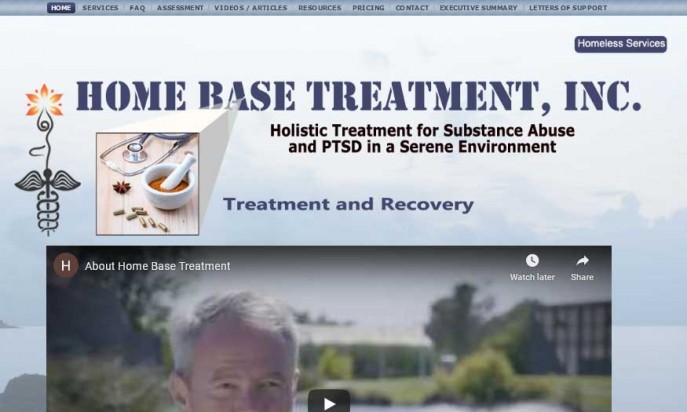 HOME SERVICES FAQ ASSESSMENT VIDEOS / ARTICLES RESOURCES PRICING CONTACT EXECUTIVE SUMMARY LETTERS OF SUPPORT
Homeless Services
HOME BASE TREATMENT, INC.
Holistic Treatment for Substance Abuse
and PTSD in a Serene Environment
Treatment and Recovery
H About Home Base Treatment
Watch later Share